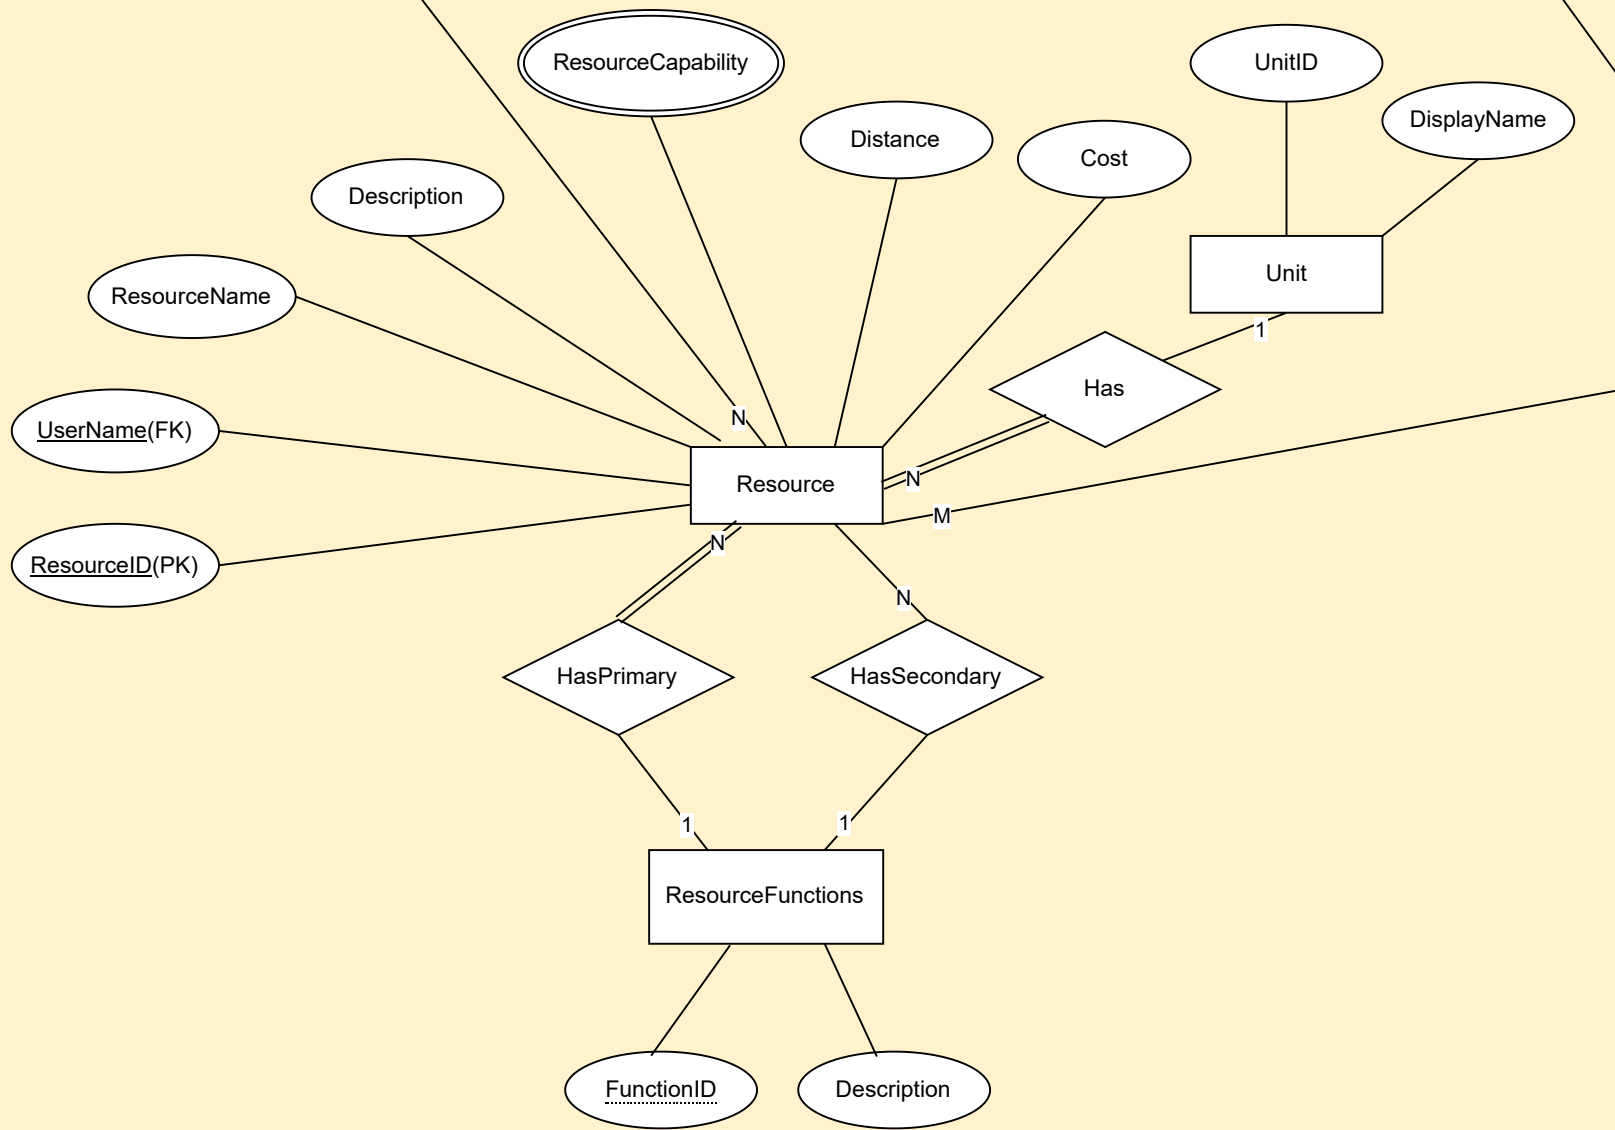 ResourceCapability
UnitID
DisplayName
Distance
Cost
Description
Unit
ResourceName
1
Has
N
UserName(FK)
Resource
N
M
ResourceID(PK)
N
N
HasPrimary
HasSecondary
1
1
ResourceFunctions
FunctionID
Description